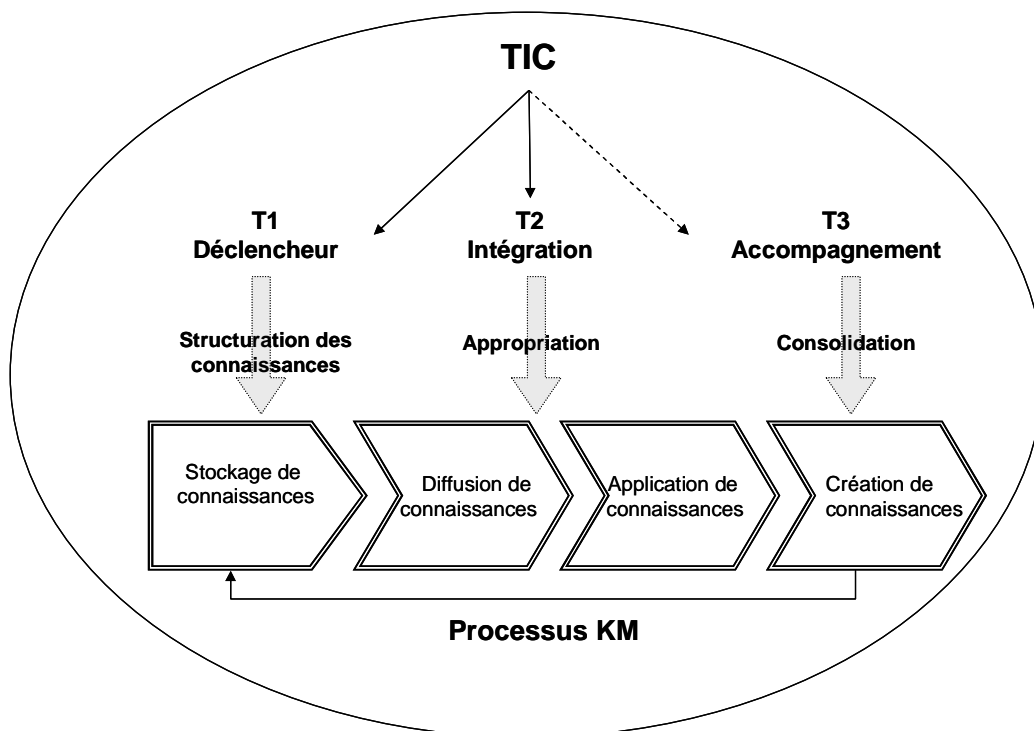 TIC
T1
Déclencheur
T2
Intégration
T3
Accompagnement
Structuration des
connaissances
Appropriation
Consolidation
Stockage de
connaissances
Diffusion de
connaissances
Application de
connaissances
Création de
connaissances
Processus KM